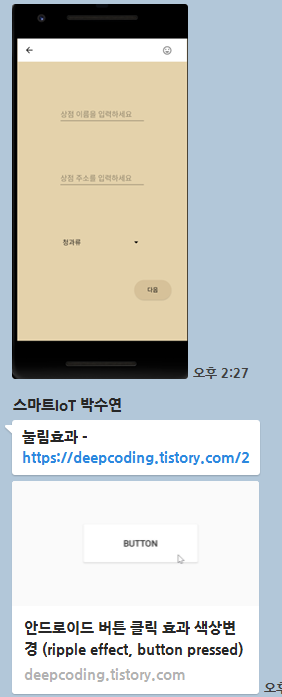 상점 이름을 입력하세요
상점 주소를 입력하세요
청과류
다음
오후 2:27
스마트IoT 박수연
눌림효과 -
https://deepcoding.tistory.com/2
BUTTON
안드로이드 버튼 클릭 효과 색상변
경 (ripple effect, button pressed)
deepcoding.tistory.com
오후